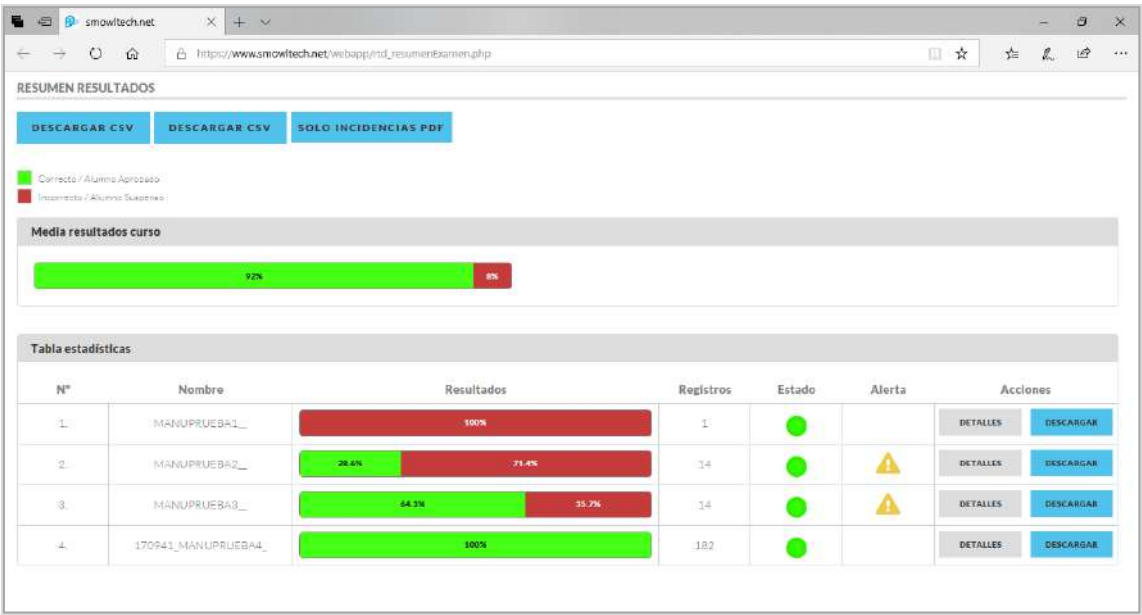 smowltech.net
https://www.smowltech.net/webapp/rtd_resumenExamen.php
RESUMEN RESULTADOS
DESCARGAR CSV DESCARGAR CSV SOLO INCIDENCIAS PDF
Correcto / Alumno Aprobado
Incorrecto / Alumno Suspenso
Media resultados curso
92% 8%
Tabla estadísticas
Nº Nombre Resultados Registros Estado Alerta Acciones
1. MANUPRUEBA1__ 100% 1 DETALLES DESCARGAR
2. MANUPRUEBA2__ 28.6% 71.4% 14 DETALLES DESCARGAR
3. MANUPRUEBA3__ 64.3% 35.7% 14 DETALLES DESCARGAR
4. 170941_MANUPRUEBA4_ 100% 182 DETALLES DESCARGAR